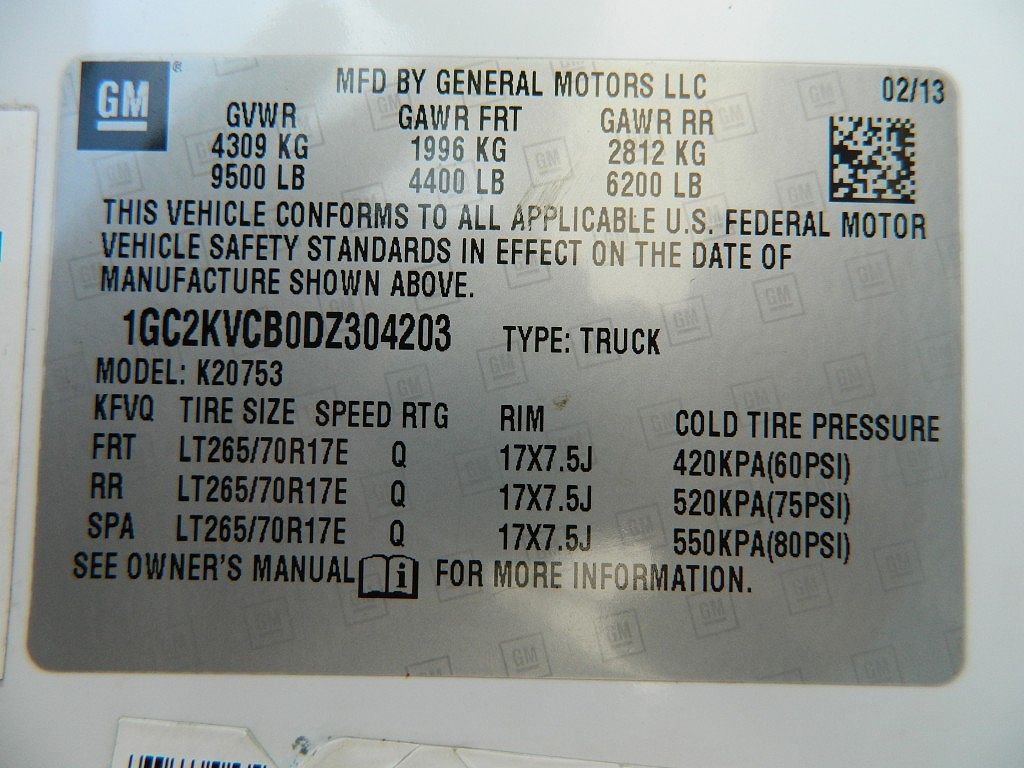 GM ® MFD BY GENERAL MOTORS LLC 02/13
GVWR GAWR FRT GAWR RR
4309 KG 1996 KG 2812 KG
9500 LB 4400 LB 6200 LB
THIS VEHICLE CONFORMS TO ALL APPLICABLE U.S. FEDERAL MOTOR
VEHICLE SAFETY STANDARDS IN EFFECT ON THE DATE OF
MANUFACTURE SHOWN ABOVE.
1GC2KVCB0DZ304203 TYPE: TRUCK
MODEL: K20753
KFVQ TIRE SIZE SPEED RTG RIM COLD TIRE PRESSURE
FRT LT265/70R17E Q 17X7.5J 420KPA(60PSI)
RR LT265/70R17E Q 17X7.5J 520KPA(75PSI)
SPA LT265/70R17E Q 17X7.5J 550KPA(80PSI)
SEE OWNER'S MANUAL i FOR MORE INFORMATION.